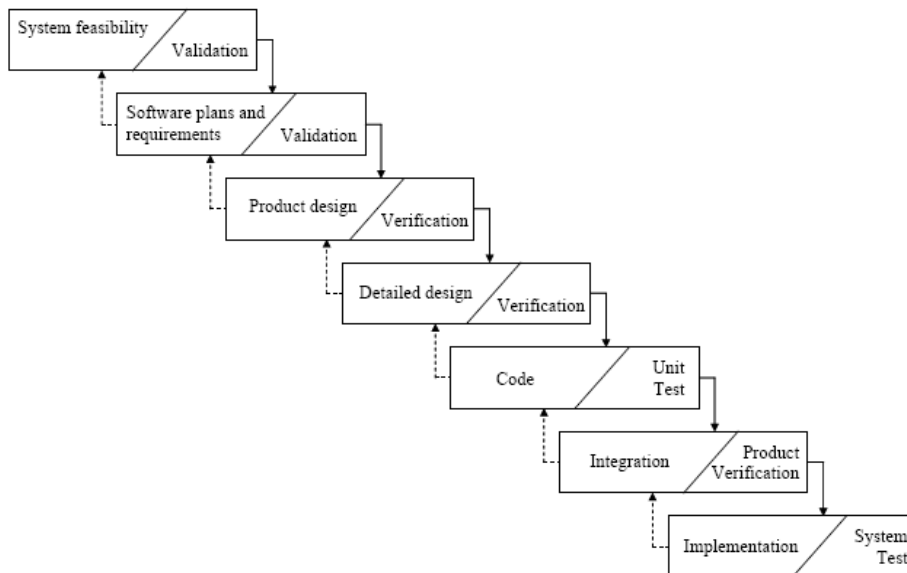 System feasibility
Validation
Software plans and
requirements
Validation
Product design
Verification
Detailed design
Verification
Code
Unit
Test
Integration
Product
Verification
Implementation
System
Test